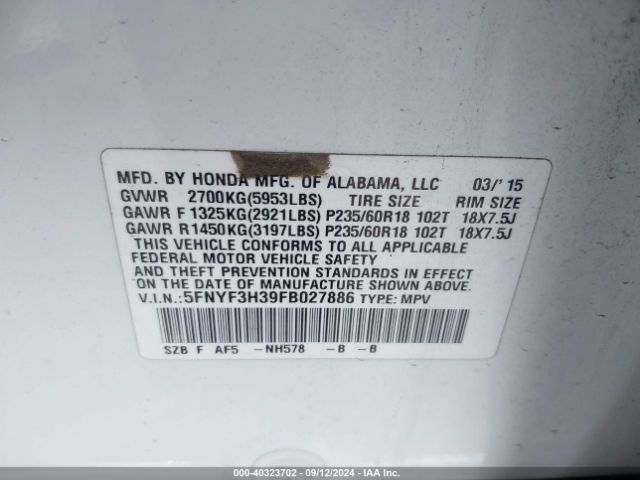 MFD. BY HONDA MFG. OF ALABAMA, LLC 03/'15
GVWR 2700KG(5953LBS) TIRE SIZE RIM SIZE
GAWR F 1325KG(2921LBS) P235/60R18 102T 18X7.5J
GAWR R 1450KG(3197LBS) P235/60R18 102T 18X7.5J
THIS VEHICLE CONFORMS TO ALL APPLICABLE
FEDERAL MOTOR VEHICLE SAFETY
AND THEFT PREVENTION STANDARDS IN EFFECT
ON THE DATE OF MANUFACTURE SHOWN ABOVE.
V.I.N.:5FNYF3H39FB027886 TYPE: MPV
SZB F AF5 -NH578 -B -B
000-40323702 - 09/12/2024 - IAAI.COM